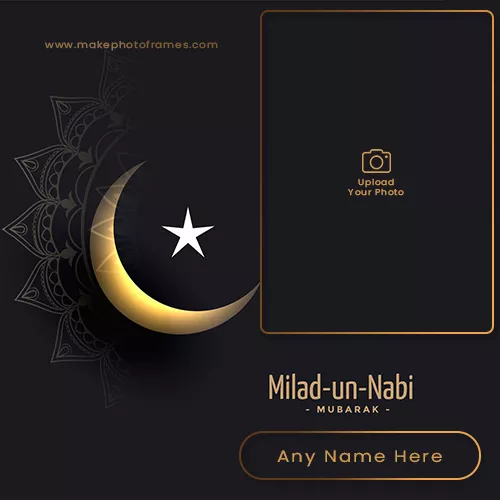 www.makephotoframes.com
Upload
Your Photo
Milad-un-Nabi
- MUBARAK -
Any Name Here